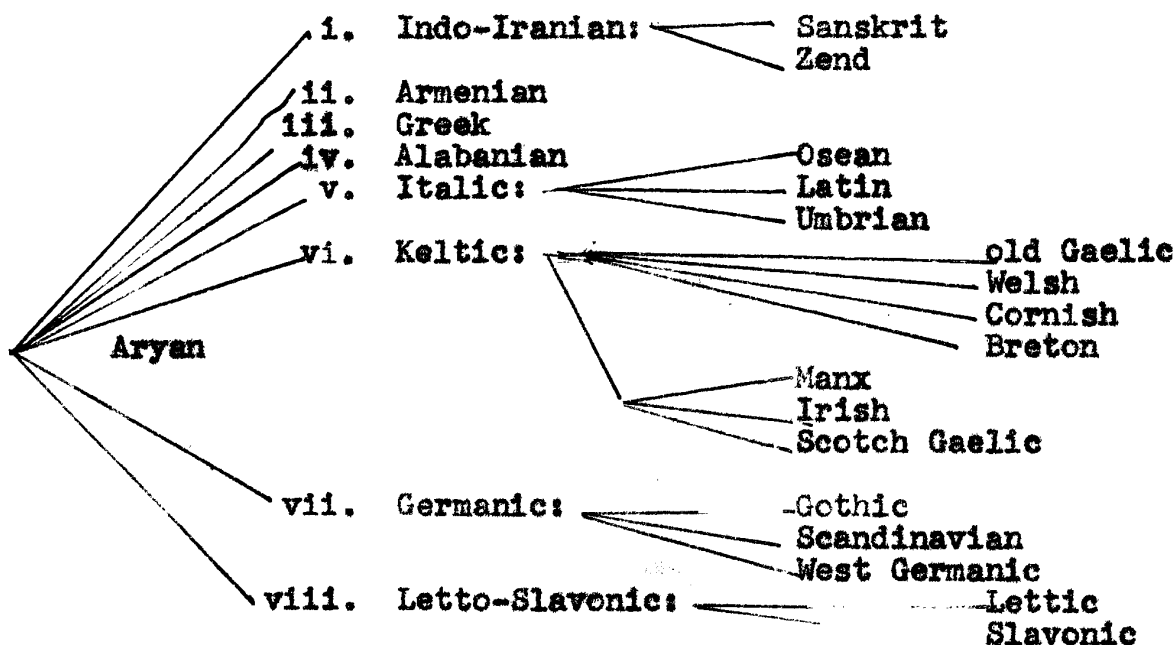 i. Indo-Iranian: Sanskrit
Zend
ii. Armenian
iii. Greek
iv. Alabanian Osean
v. Italic: Latin
Umbrian
vi. Keltic: old Gaelic
Welsh
Cornish
Aryan Breton
Manx
Irish
Scotch Gaelic
vii. Germanic: Gothic
Scandinavian
West Germanic
viii. Letto-Slavonic: Lettic
Slavonic